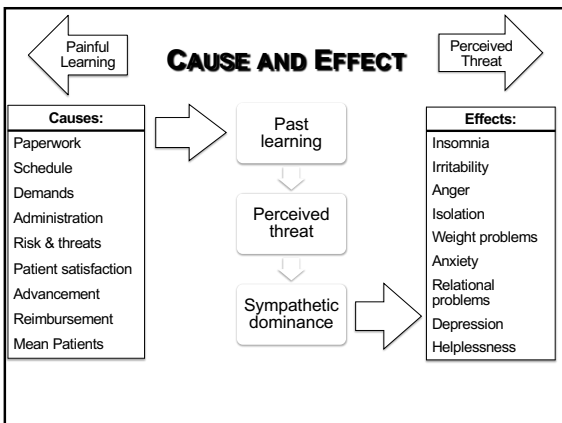 Painful
Learning
CAUSE AND EFFECT
Perceived
Threat
Causes:
Paperwork
Schedule
Demands
Administration
Risk & threats
Patient satisfaction
Advancement
Reimbursement
Mean Patients
Past
learning
Perceived
threat
Sympathetic
dominance
Effects:
Insomnia
Irritability
Anger
Isolation
Weight problems
Anxiety
Relational
problems
Depression
Helplessness